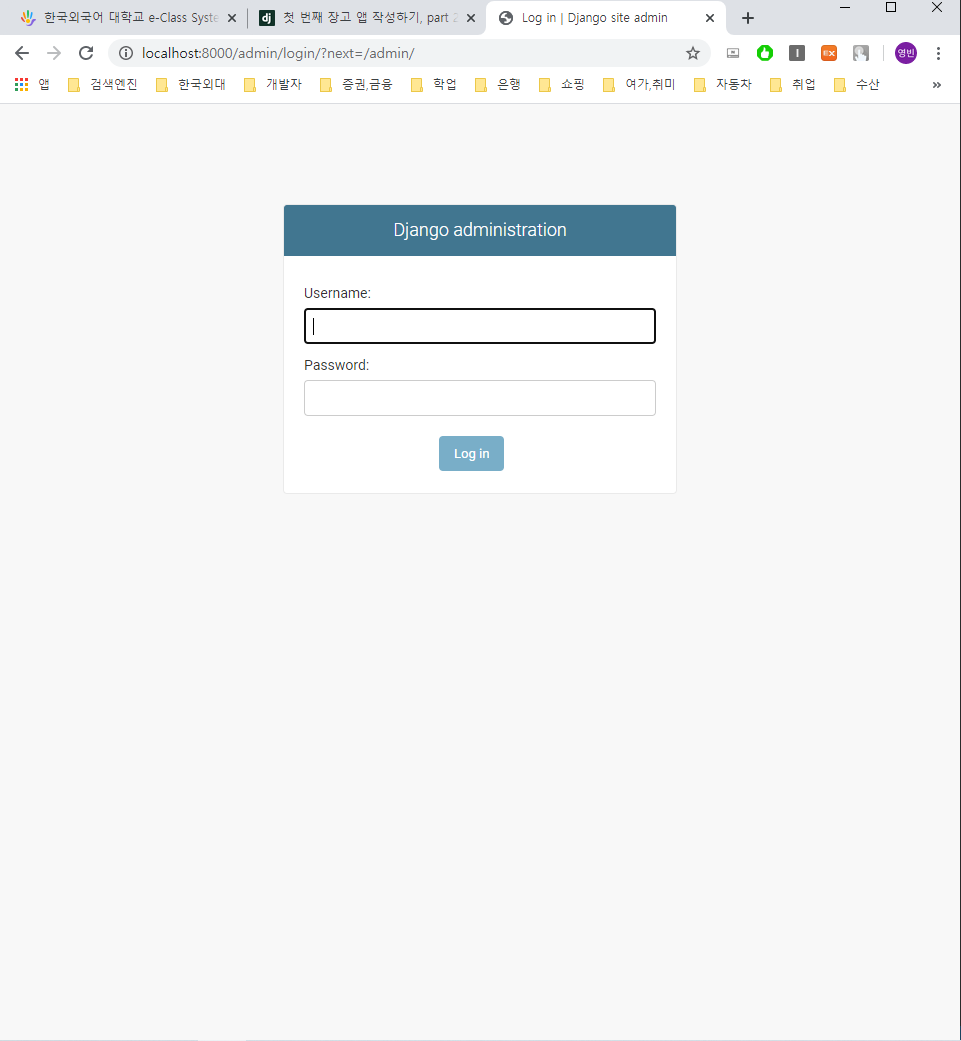 한국외국어 대학교 e-Class Syste
dj 첫 번째 장고 앱 작성하기, part 2
Log in | Django site admin
localhost:8000/admin/login/?next=/admin/
EX
영빈
앱 검색엔진 한국외대 개발자 증권,금융 학업 은행 쇼핑 여가,취미 자동차 취업 수산 »
Django administration
Username:
Password:
Log in